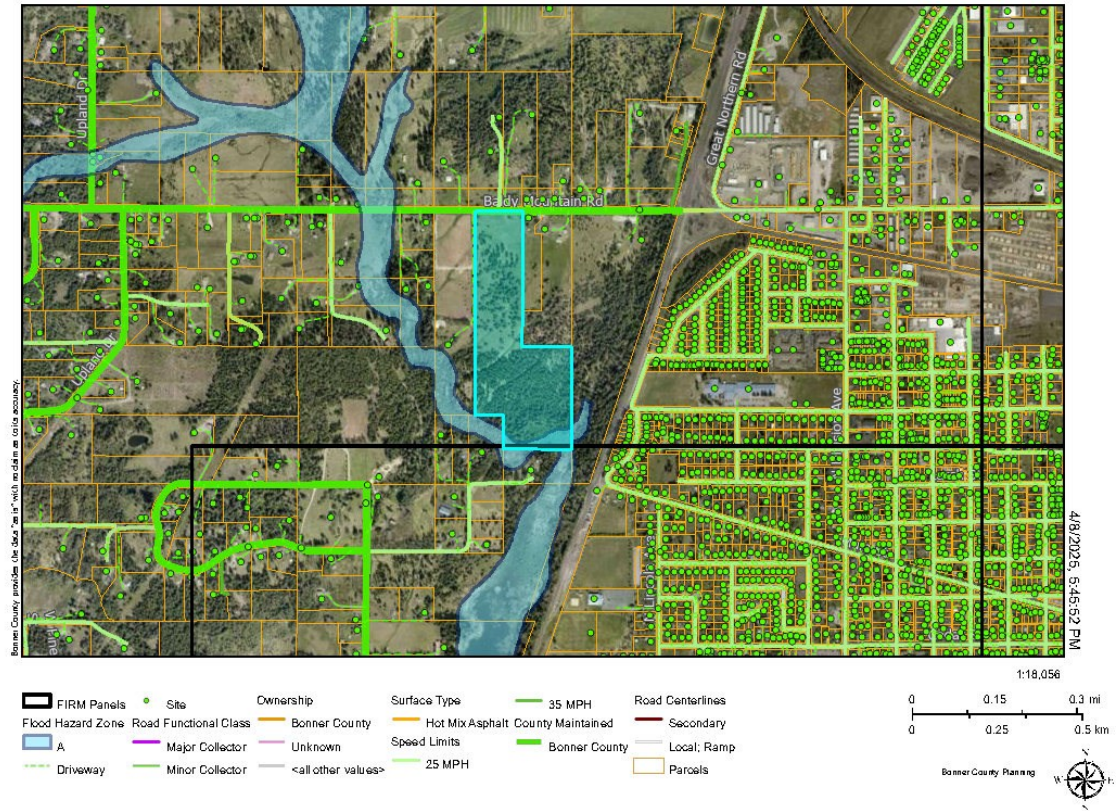 Upland Dr
Great Northern Rd
Baldy Mountain Rd
Upland Dr
Bonner County provides this data "as is" with no claim as to its accuracy.
4/8/2025, 5:45:52 PM
1:18,056
FIRM Panels
Flood Hazard Zone
A
Driveway
Site
Road Functional Class
Major Collector
Minor Collector
Ownership
Bonner County
Unknown
<all other values>
Surface Type
Hot Mix Asphalt
Speed Limits
25 MPH
35 MPH
County Maintained
Bonner County
Road Centerlines
Secondary
Local; Ramp
Parcels
0 0.15 0.3 mi
0 0.25 0.5 km
Bonner County Planning
N
W E